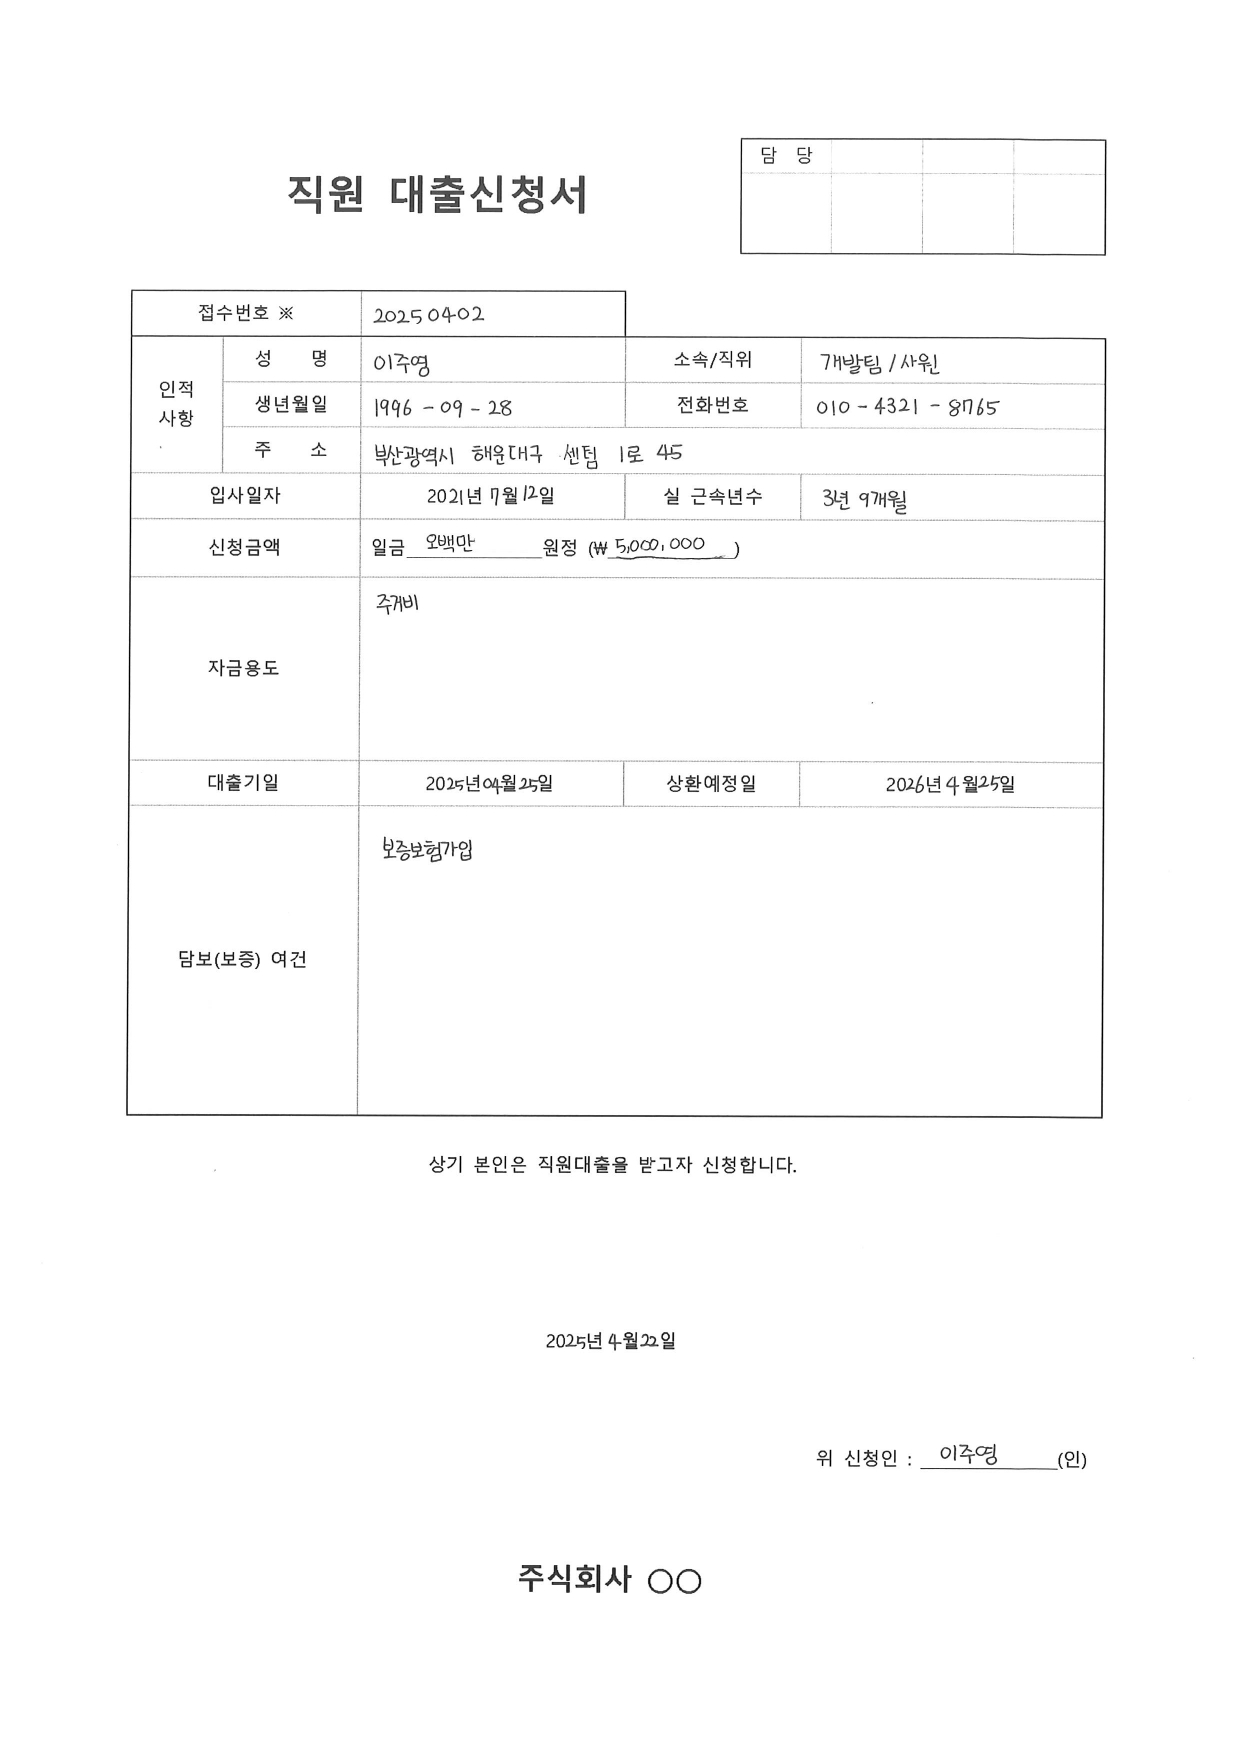 담 당
직원 대출신청서
접수번호 ※ 20250402
인적 사항
성 명 이주영 소속/직위 개발팀 / 사원
생년월일 1996 - 09 - 28 전화번호 010 - 4321 - 8765
주 소 부산광역시 해운대구 센텀 1로 45
입사일자 2021년 7월 12일 실 근속년수 3년 9개월
신청금액 일금 오백만 원정 (₩ 5,000,000 )
자금용도 주거비
대출기일 2025년 04월 25일 상환예정일 2026년 4월 25일
담보(보증) 여건 보증보험가입
상기 본인은 직원대출을 받고자 신청합니다.
2025년 4월 22일
위 신청인 : 이주영 (인)
주식회사 ○○